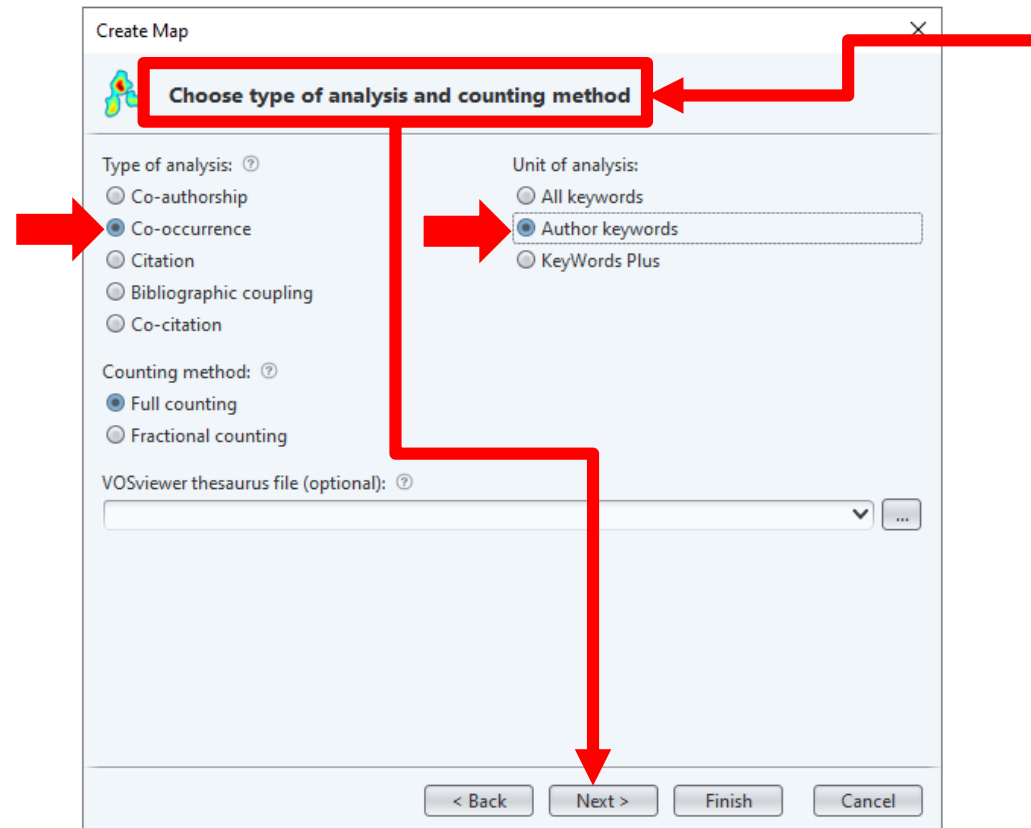 Create Map
Choose type of analysis and counting method
Type of analysis:
Unit of analysis:
Co-authorship
All keywords
Co-occurrence
Author keywords
Citation
KeyWords Plus
Bibliographic coupling
Co-citation
Counting method:
Full counting
Fractional counting
VOSviewer thesaurus file (optional):
...
< Back
Next >
Finish
Cancel